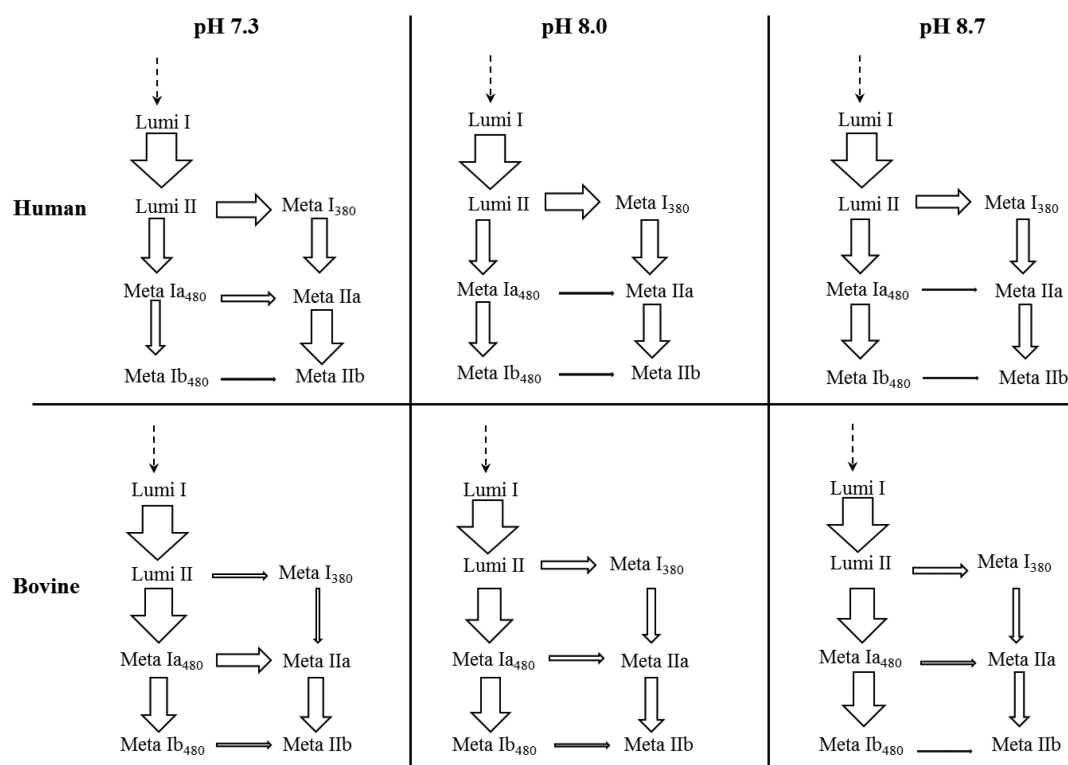 pH 7.3 pH 8.0 pH 8.7
Lumi I Lumi I Lumi I
Human Lumi II Meta I₃₈₀ Lumi II Meta I₃₈₀ Lumi II Meta I₃₈₀
Meta Ia₄₈₀ Meta IIa Meta Ia₄₈₀ Meta IIa Meta Ia₄₈₀ Meta IIa
Meta Ib₄₈₀ Meta IIb Meta Ib₄₈₀ Meta IIb Meta Ib₄₈₀ Meta IIb
Lumi I Lumi I Lumi I
Bovine Lumi II Meta I₃₈₀ Lumi II Meta I₃₈₀ Lumi II Meta I₃₈₀
Meta Ia₄₈₀ Meta IIa Meta Ia₄₈₀ Meta IIa Meta Ia₄₈₀ Meta IIa
Meta Ib₄₈₀ Meta IIb Meta Ib₄₈₀ Meta IIb Meta Ib₄₈₀ Meta IIb